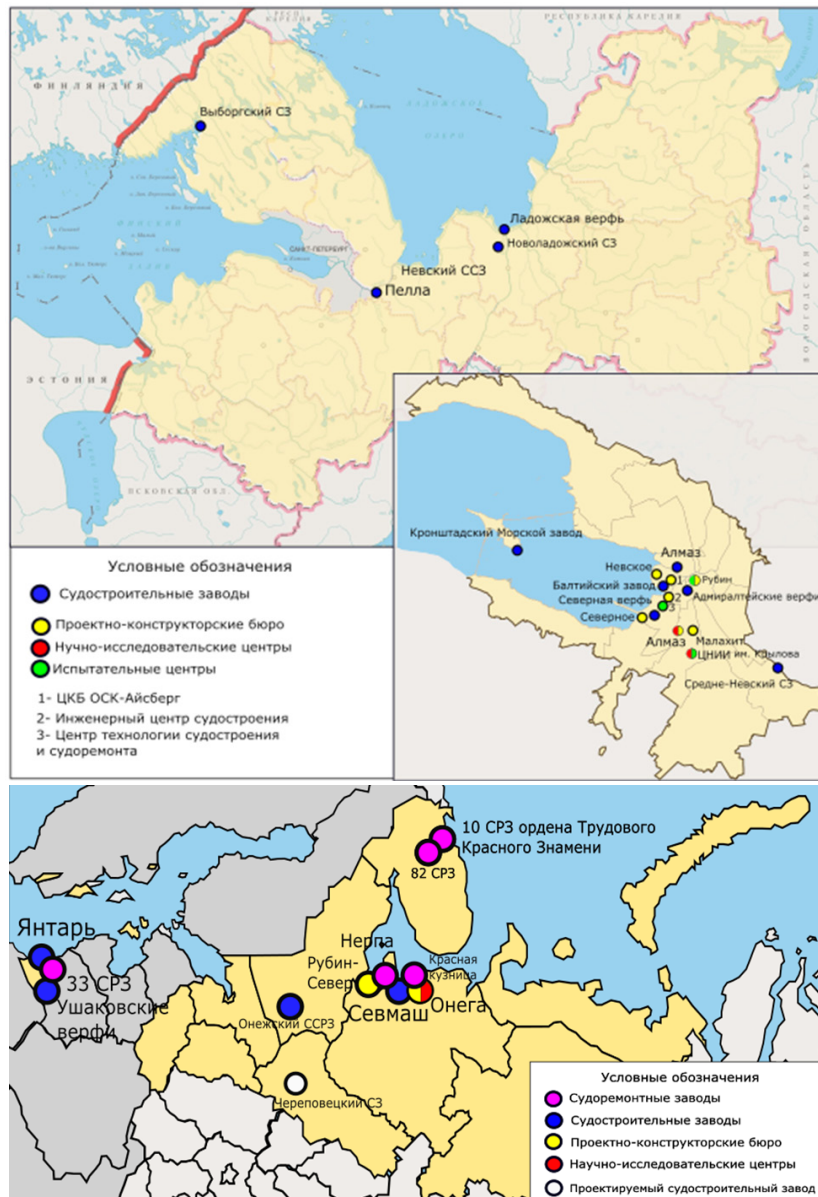 РЕСПУБЛИКА КАРЕЛИЯ
ФИНЛЯНДИЯ
Выборгский СЗ
ЛАДОЖСКОЕ
ОЗЕРО
Ладожская верфь
Новоладожский СЗ
САНКТ-ПЕТЕРБУРГ
Невский ССЗ
Пелла
ФИНСКИЙ
ЗАЛИВ
ВОЛОГОДСКАЯ ОБЛАСТЬ
ЭСТОНИЯ
ПСКОВСКАЯ ОБЛ.
Условные обозначения
Судостроительные заводы
Проектно-конструкторские бюро
Нучно-исследовательские центры
Испытательные центры
1- ЦКБ ОСК-Айсберг
2- Инженерный центр судостроения
3- Центр технологии судостроения
и судоремонта
Кронштадский Морской завод
Алмаз
Невское
1
Рубин
Балтийский завод
2
Адмиралтейские верфи
Северная верфь
3
Северное
Алмаз
Малахит
ЦНИИ им. Крылова
Средне-Невский СЗ
10 СРЗ ордена Трудового
Красного Знамени
82 СРЗ
Янтарь
33 СРЗ
Ушаковские
верфи
Нерпа
Рубин-
Север
Красная
кузница
Севмаш
Онега
Онежский ССРЗ
Череповецкий СЗ
Условные обозначения
Судоремонтные заводы
Судостроительные заводы
Проектно-конструкторские бюро
Научно-исследовательские центры
Проектируемый судостроительный завод